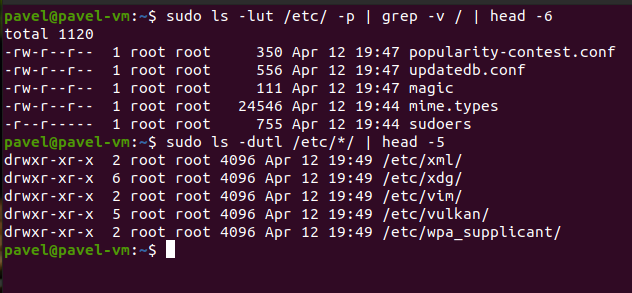 pavel@pavel-vm:~$ sudo ls -lut /etc/ -p | grep -v / | head -6
total 1120
-rw-r--r--  1 root root    350 Apr 12 19:47 popularity-contest.conf
-rw-r--r--  1 root root    556 Apr 12 19:47 updatedb.conf
-rw-r--r--  1 root root    111 Apr 12 19:47 magic
-rw-r--r--  1 root root  24546 Apr 12 19:44 mime.types
-r--r-----  1 root root    755 Apr 12 19:44 sudoers
pavel@pavel-vm:~$ sudo ls -dutl /etc/*/ | head -5
drwxr-xr-x  2 root root 4096 Apr 12 19:49 /etc/xml/
drwxr-xr-x  6 root root 4096 Apr 12 19:49 /etc/xdg/
drwxr-xr-x  2 root root 4096 Apr 12 19:49 /etc/vim/
drwxr-xr-x  5 root root 4096 Apr 12 19:49 /etc/vulkan/
drwxr-xr-x  2 root root 4096 Apr 12 19:49 /etc/wpa_supplicant/
pavel@pavel-vm:~$